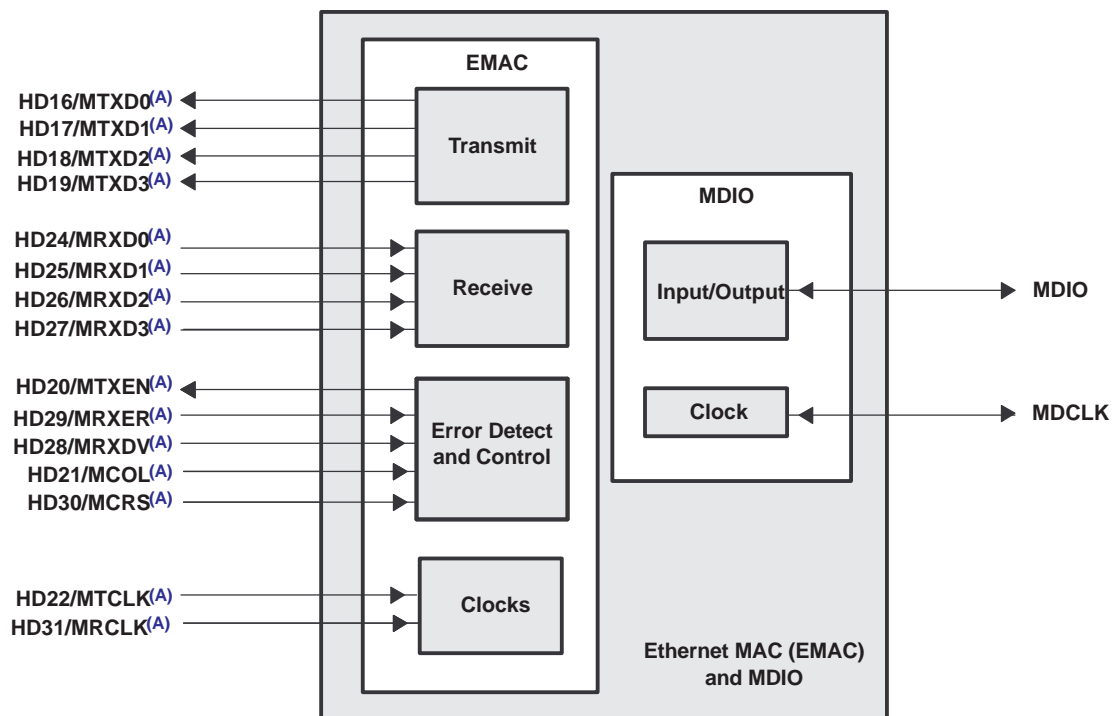 EMAC
HD16/MTXD0(A)
HD17/MTXD1(A)
HD18/MTXD2(A)
HD19/MTXD3(A)
Transmit
HD24/MRXD0(A)
HD25/MRXD1(A)
HD26/MRXD2(A)
HD27/MRXD3(A)
Receive
HD20/MTXEN(A)
HD29/MRXER(A)
HD28/MRXDV(A)
HD21/MCOL(A)
HD30/MCRS(A)
Error Detect
and Control
HD22/MTCLK(A)
HD31/MRCLK(A)
Clocks
MDIO
Input/Output
MDIO
Clock
MDCLK
Ethernet MAC (EMAC)
and MDIO